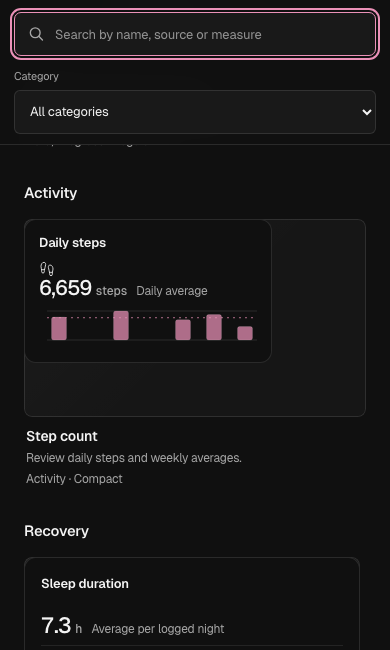 Search by name, source or measure
Category
All categories
Activity
Daily steps
6,659 steps Daily average
Step count
Review daily steps and weekly averages.
Activity · Compact
Recovery
Sleep duration
7.3 h Average per logged night